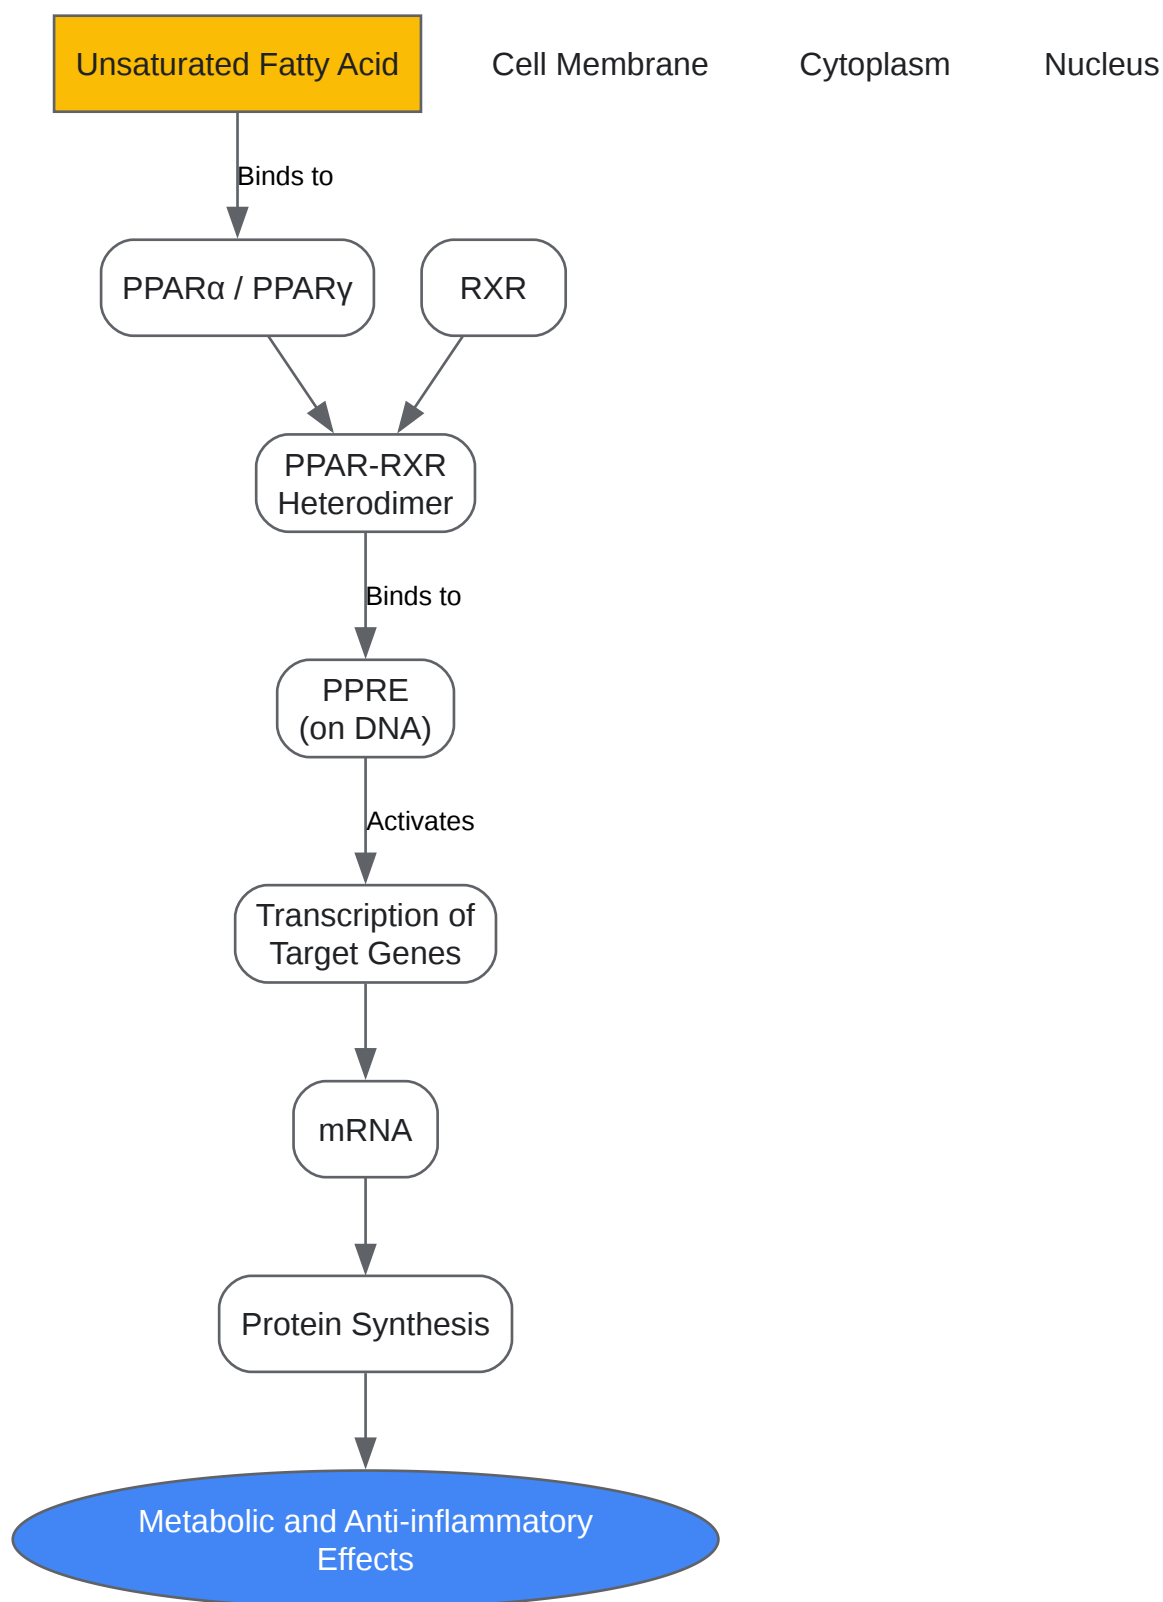 Unsaturated Fatty Acid
Cell Membrane
Cytoplasm
Nucleus
Binds to
PPARα / PPARγ
RXR
PPAR-RXR
Heterodimer
Binds to
PPRE
(on DNA)
Activates
Transcription of
Target Genes
mRNA
Protein Synthesis
Metabolic and Anti-inflammatory
Effects